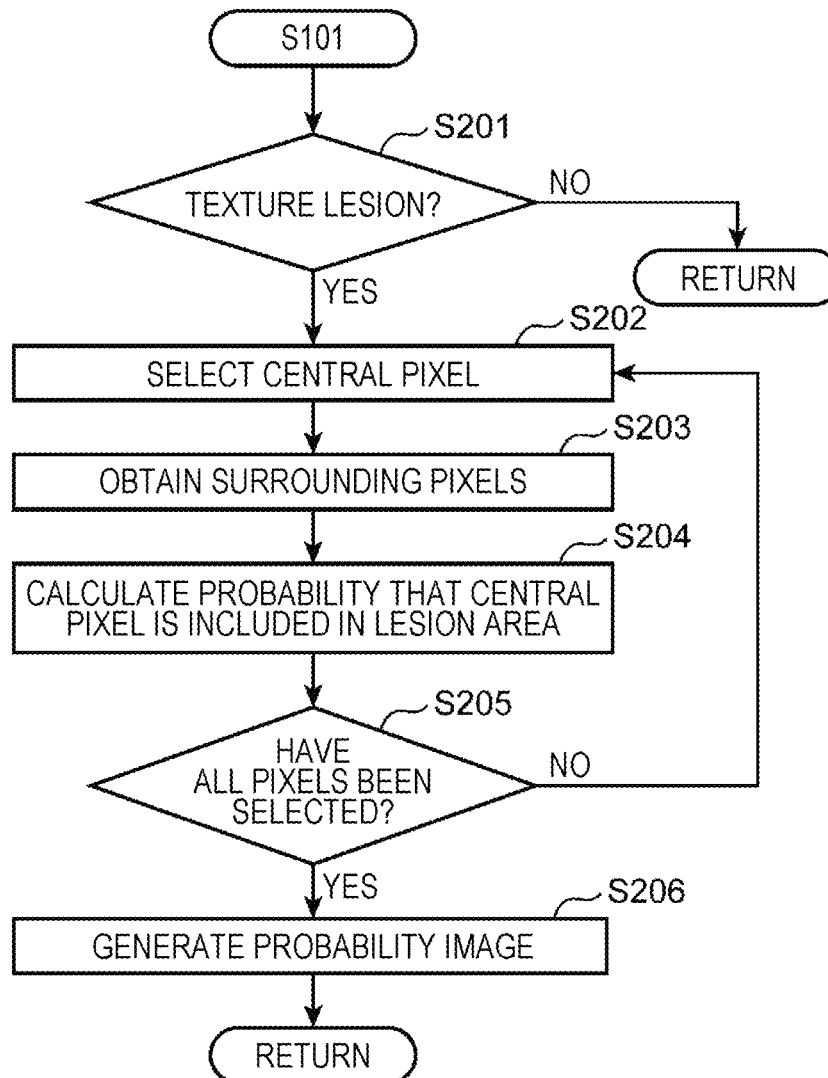 S101
S201
TEXTURE LESION?
NO
RETURN
YES
S202
SELECT CENTRAL PIXEL
S203
OBTAIN SURROUNDING PIXELS
S204
CALCULATE PROBABILITY THAT CENTRAL
PIXEL IS INCLUDED IN LESION AREA
S205
HAVE
ALL PIXELS BEEN
SELECTED?
NO
YES
S206
GENERATE PROBABILITY IMAGE
RETURN